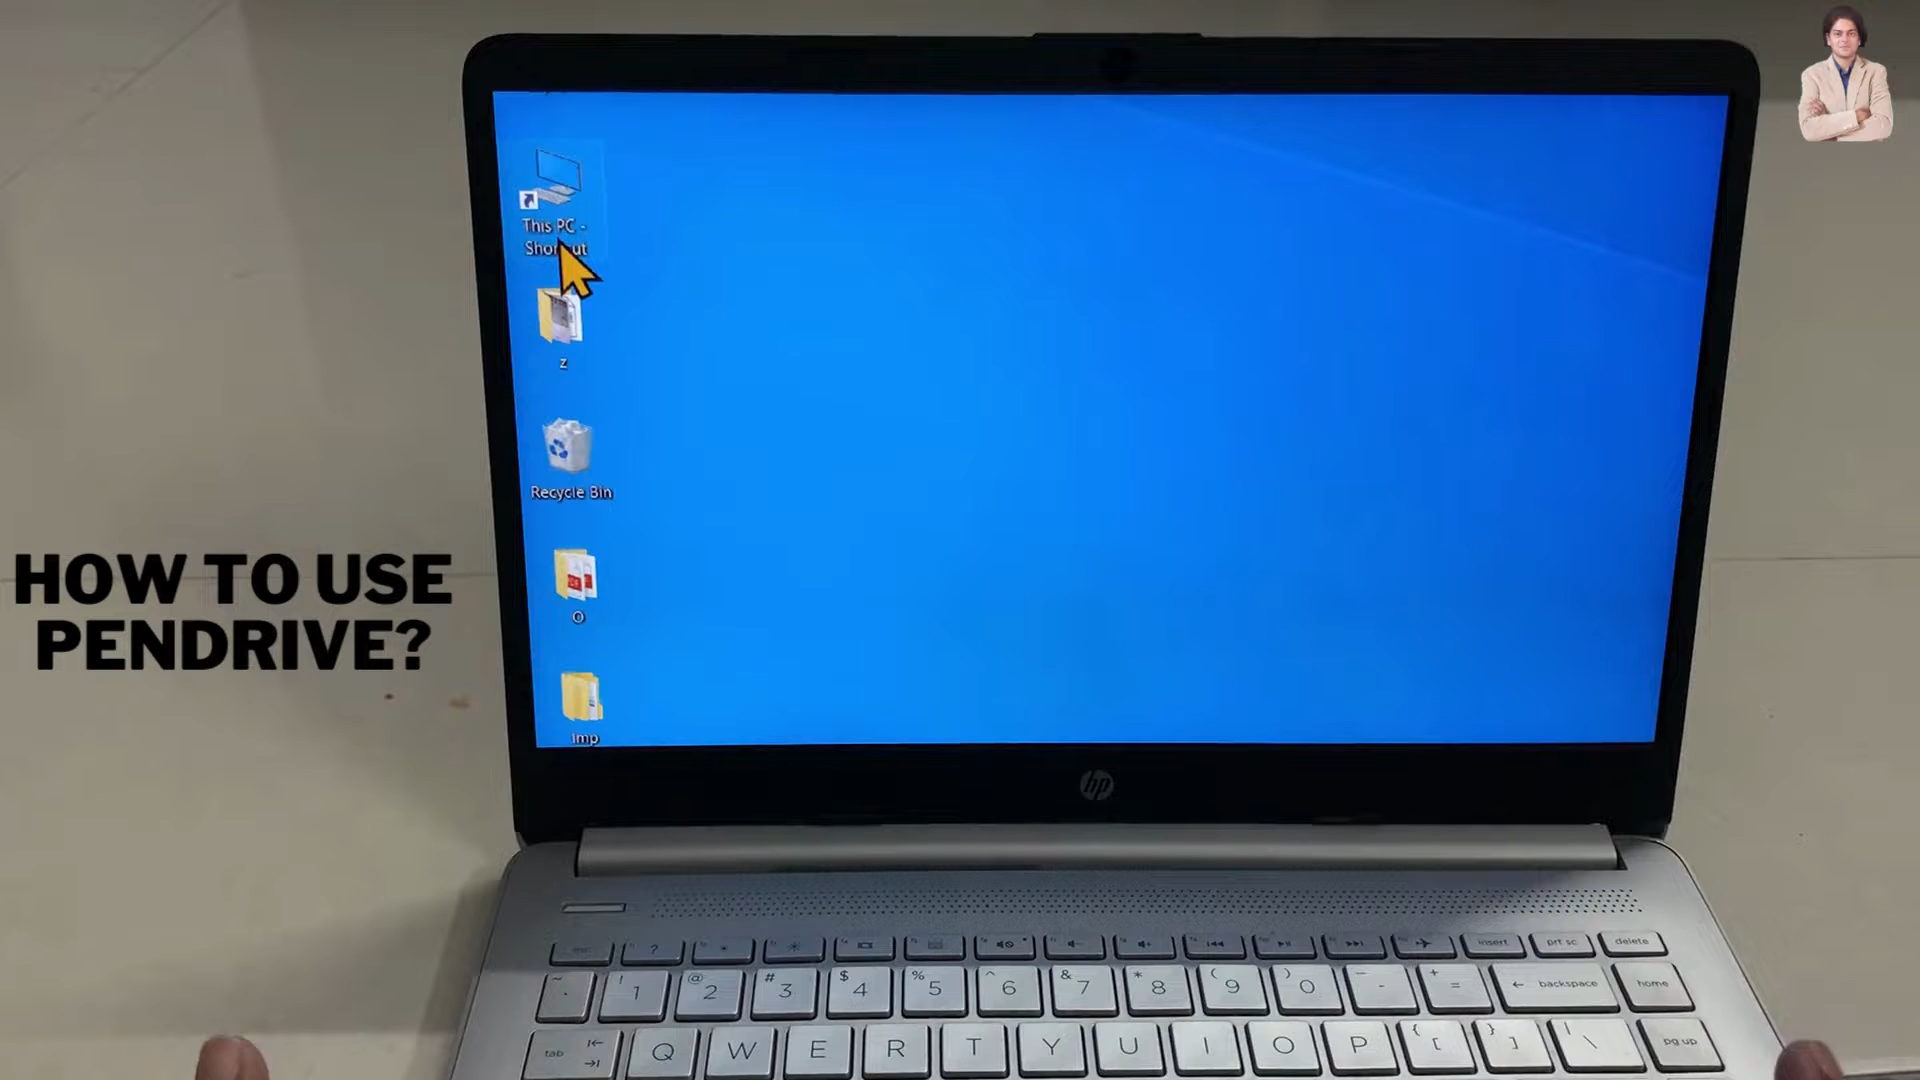 This PC -
Shortcut
z
Recycle Bin
O
Imp
HOW TO USE
PENDRIVE?
hp
? insert prt sc delete
~ ! 1 @ 2 # 3 $ 4 % 5 ^ 6 & 7 * 8 ( 9 ) 0 - + = ← backspace home
tab Q W E R T Y U I O P { [ } ] | \ pg up